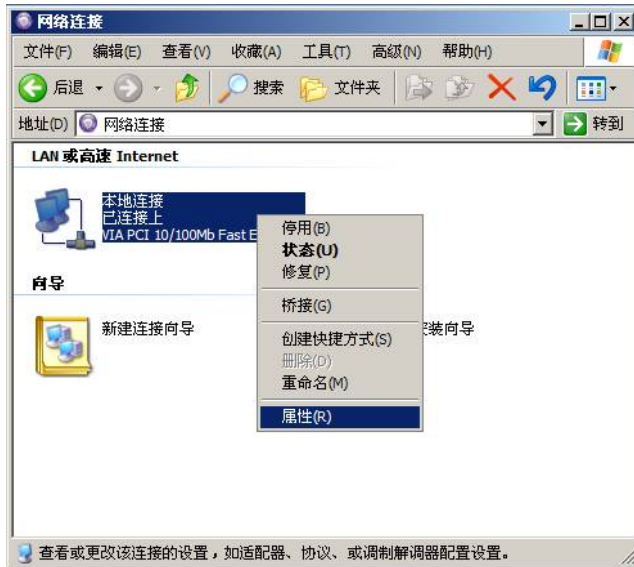 网络连接
文件(F) 编辑(E) 查看(V) 收藏(A) 工具(T) 高级(N) 帮助(H)
后退 搜索 文件夹
地址(D) 网络连接 转到
LAN 或高速 Internet
本地连接
已连接上
VIA PCI 10/100Mb Fast E
停用(B)
状态(U)
修复(P)
向导
桥接(G)
新建连接向导 装向导
创建快捷方式(S)
删除(D)
重命名(M)
属性(R)
查看或更改该连接的设置，如适配器、协议、或调制解调器配置设置。